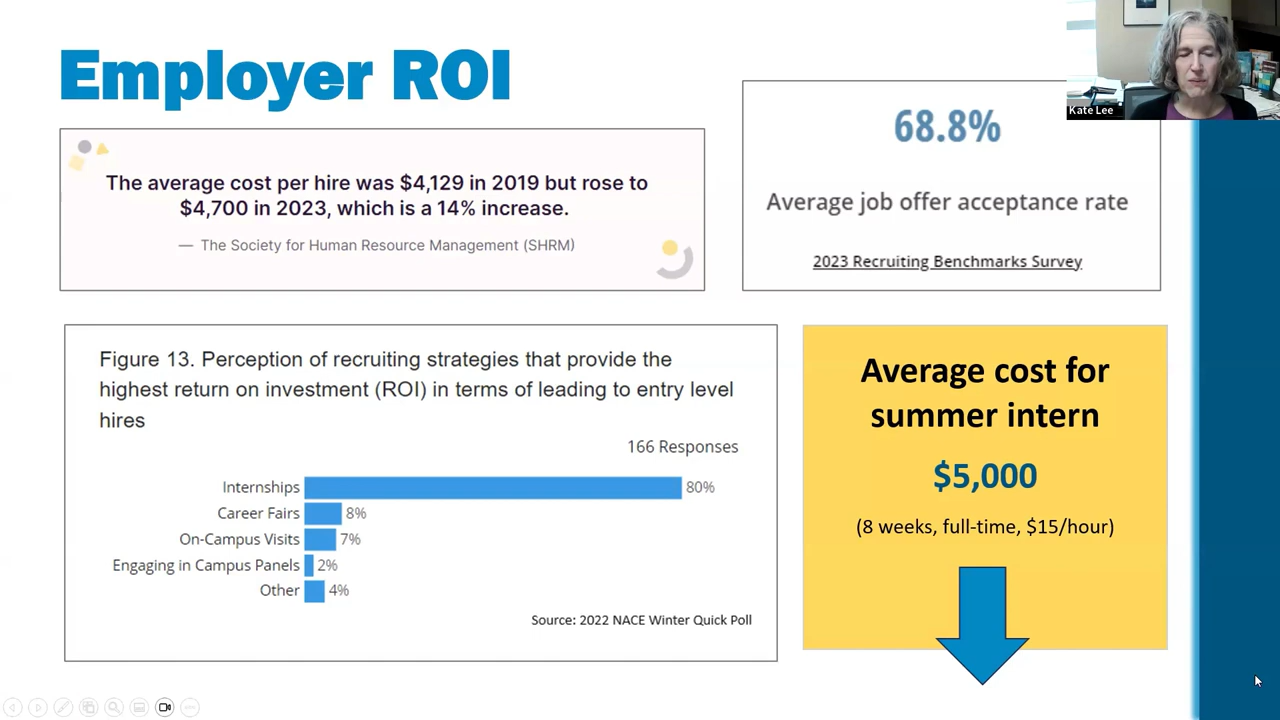 Employer ROI
Kate Lee
The average cost per hire was $4,129 in 2019 but rose to
$4,700 in 2023, which is a 14% increase.
— The Society for Human Resource Management (SHRM)
68.8%
Average job offer acceptance rate
2023 Recruiting Benchmarks Survey
Figure 13. Perception of recruiting strategies that provide the
highest return on investment (ROI) in terms of leading to entry level
hires
166 Responses
Internships 80%
Career Fairs 8%
On-Campus Visits 7%
Engaging in Campus Panels 2%
Other 4%
Source: 2022 NACE Winter Quick Poll
Average cost for
summer intern
$5,000
(8 weeks, full-time, $15/hour)